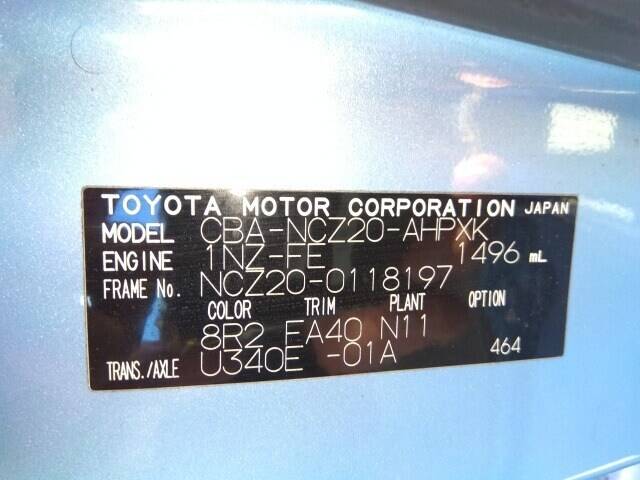 TOYOTA MOTOR CORPORATION JAPAN
MODEL CBA-NCZ20-AHPXK
ENGINE 1NZ-FE 1496 mL
FRAME No. NCZ20-0118197
COLOR TRIM PLANT OPTION
8R2 EA40 N11
TRANS./AXLE U340E -01A 464